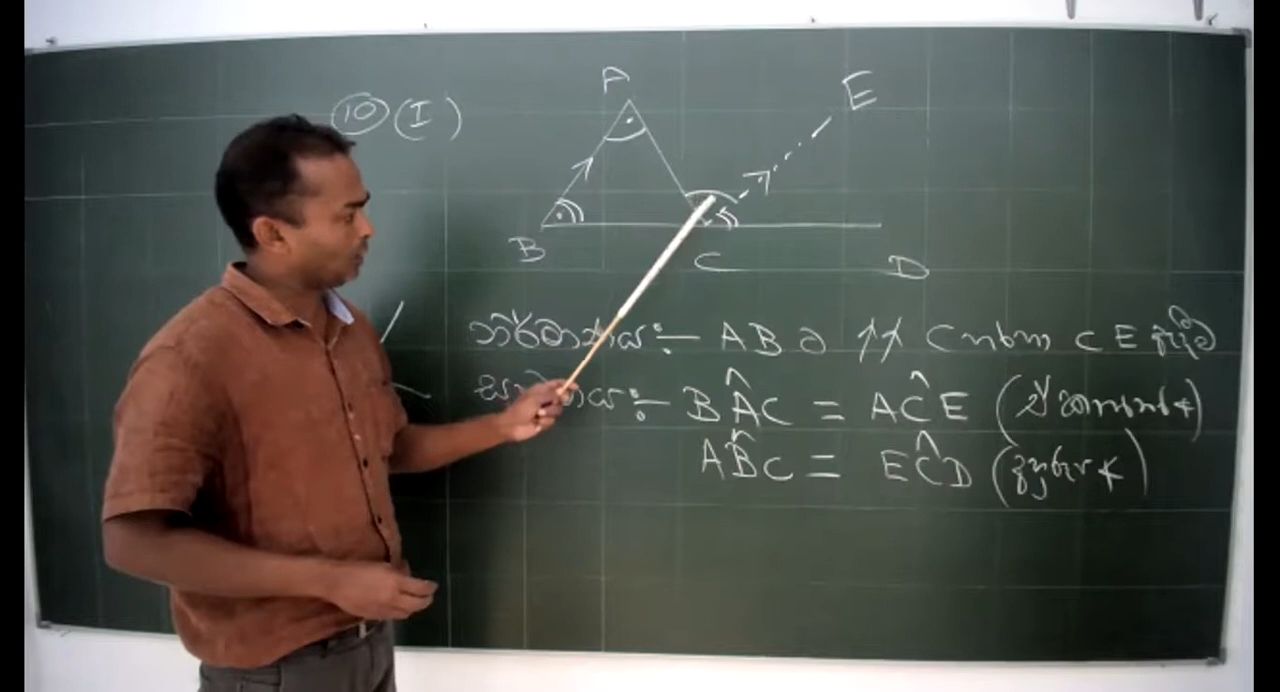 10 (I)
A
E
B
C
D
නිර්මාණය :- AB ට ⇈ C හරහා CE ඇඳීම
සාධනය :- BÂC = AĈE (ඒකාන්තර ∢)
AB̂C = EĈD (අනුරූප ∢)